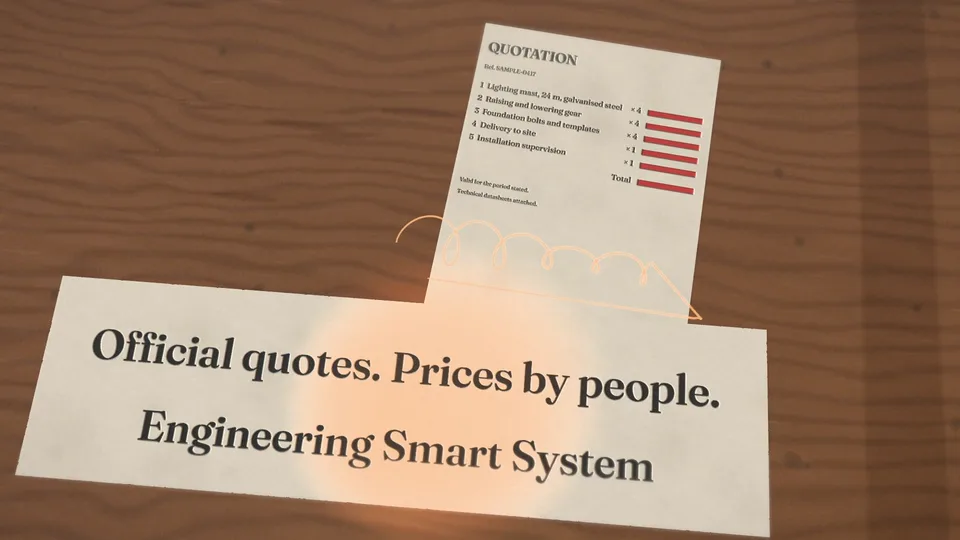 QUOTATION
Ref. SAMPLE-0417
1 Lighting mast, 24 m, galvanised steel ×4
2 Raising and lowering gear ×4
3 Foundation bolts and templates ×4
4 Delivery to site ×1
5 Installation supervision ×1
Total
Valid for the period stated.
Technical datasheets attached.
Official quotes. Prices by people.
Engineering Smart System